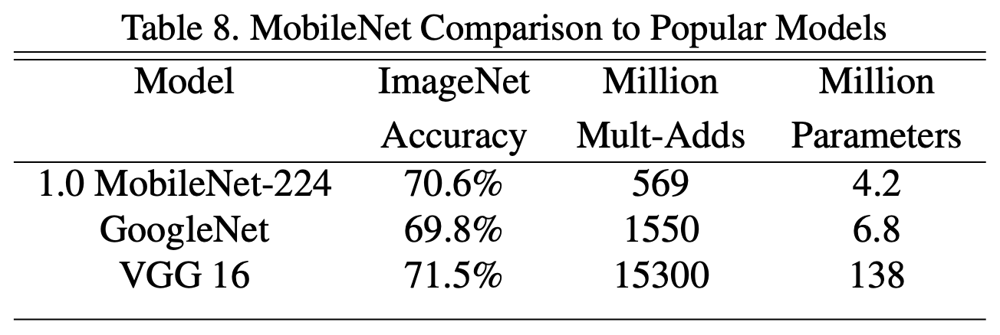 Table 8. MobileNet Comparison to Popular Models
Model ImageNet Million Million
Accuracy Mult-Adds Parameters
1.0 MobileNet-224 70.6% 569 4.2
GoogleNet 69.8% 1550 6.8
VGG 16 71.5% 15300 138